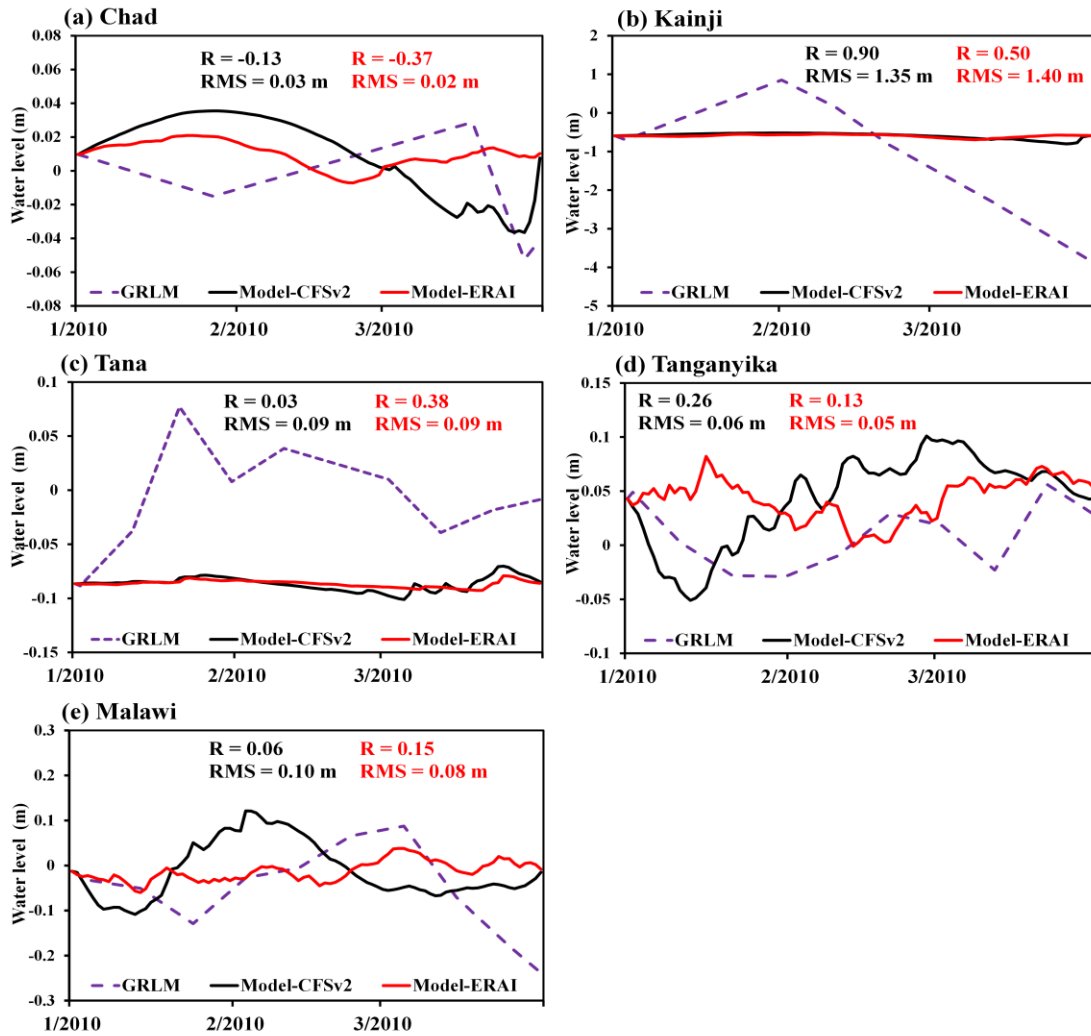 (a) Chad
R = -0.13 R = -0.37
RMS = 0.03 m RMS = 0.02 m
Water level (m)
0.08
0.06
0.04
0.02
0
-0.02
-0.04
-0.06
-0.08
GRLM Model-CFSv2 Model-ERAI
1/2010 2/2010 3/2010
(b) Kainji
R = 0.90 R = 0.50
RMS = 1.35 m RMS = 1.40 m
Water level (m)
2
1
0
-1
-2
-3
-4
-5
GRLM Model-CFSv2 Model-ERAI
1/2010 2/2010 3/2010
(c) Tana
R = 0.03 R = 0.38
RMS = 0.09 m RMS = 0.09 m
Water level (m)
0.1
0.05
0
-0.05
-0.1
-0.15
GRLM Model-CFSv2 Model-ERAI
1/2010 2/2010 3/2010
(d) Tanganyika
R = 0.26 R = 0.13
RMS = 0.06 m RMS = 0.05 m
Water level (m)
0.15
0.1
0.05
0
-0.05
-0.1
GRLM Model-CFSv2 Model-ERAI
1/2010 2/2010 3/2010
(e) Malawi
R = 0.06 R = 0.15
RMS = 0.10 m RMS = 0.08 m
Water level (m)
0.3
0.2
0.1
0
-0.1
-0.2
-0.3
GRLM Model-CFSv2 Model-ERAI
1/2010 2/2010 3/2010